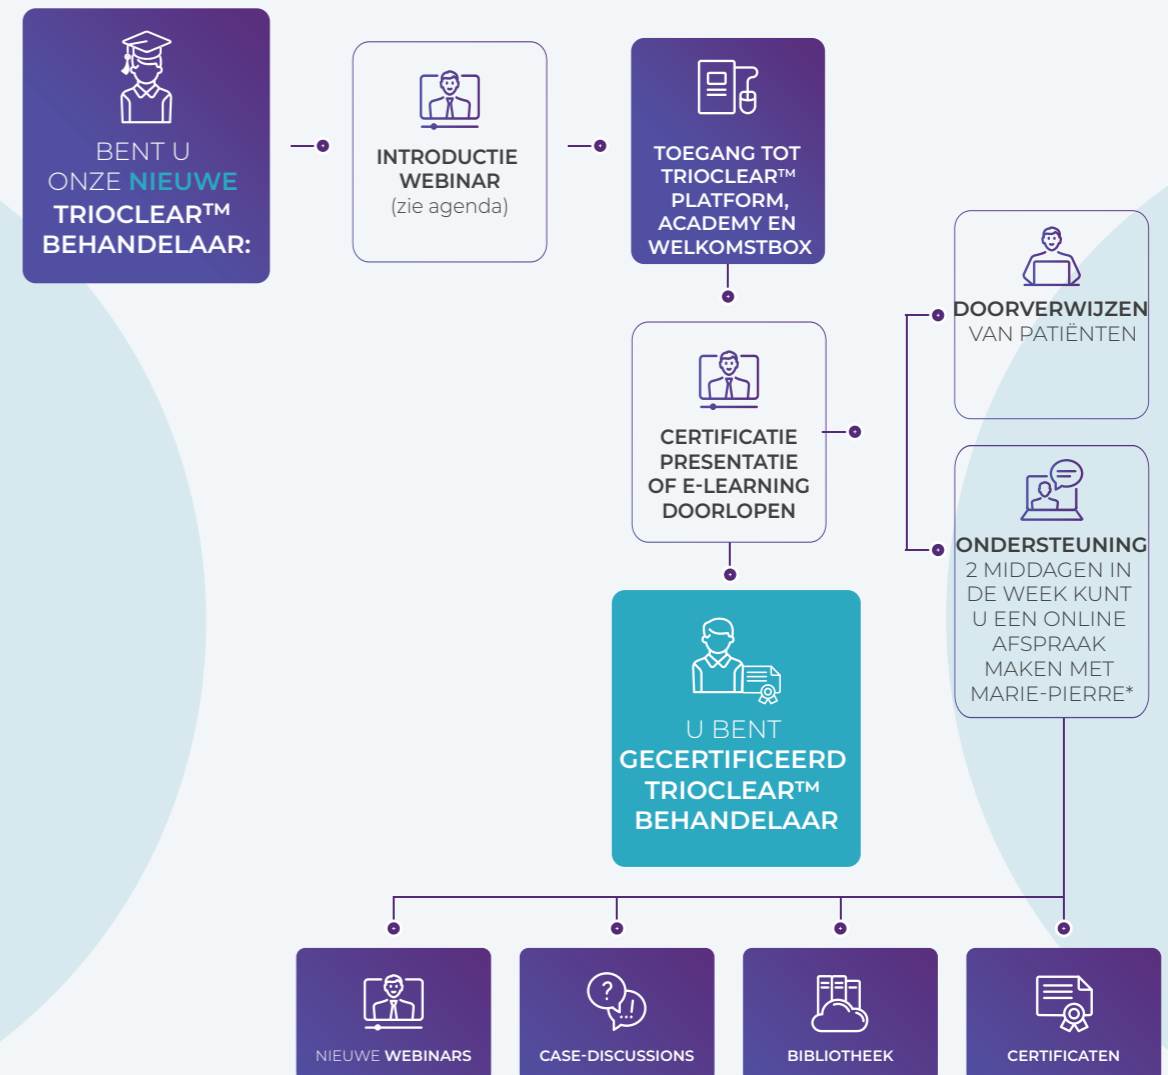 BENT U
ONZE NIEUWE
TRIOCLEAR™
BEHANDELAAR:
INTRODUCTIE
WEBINAR
(zie agenda)
TOEGANG TOT
TRIOCLEAR™
PLATFORM,
ACADEMY EN
WELKOMSTBOX
CERTIFICATIE
PRESENTATIE
OF E-LEARNING
DOORLOPEN
DOORVERWIJZEN
VAN PATIËNTEN
ONDERSTEUNING
2 MIDDAGEN IN
DE WEEK KUNT
U EEN ONLINE
AFSPRAAK
MAKEN MET
MARIE-PIERRE*
U BENT
GECERTIFICEERD
TRIOCLEAR™
BEHANDELAAR
NIEUWE WEBINARS
CASE-DISCUSSIONS
BIBLIOTHEEK
CERTIFICATEN